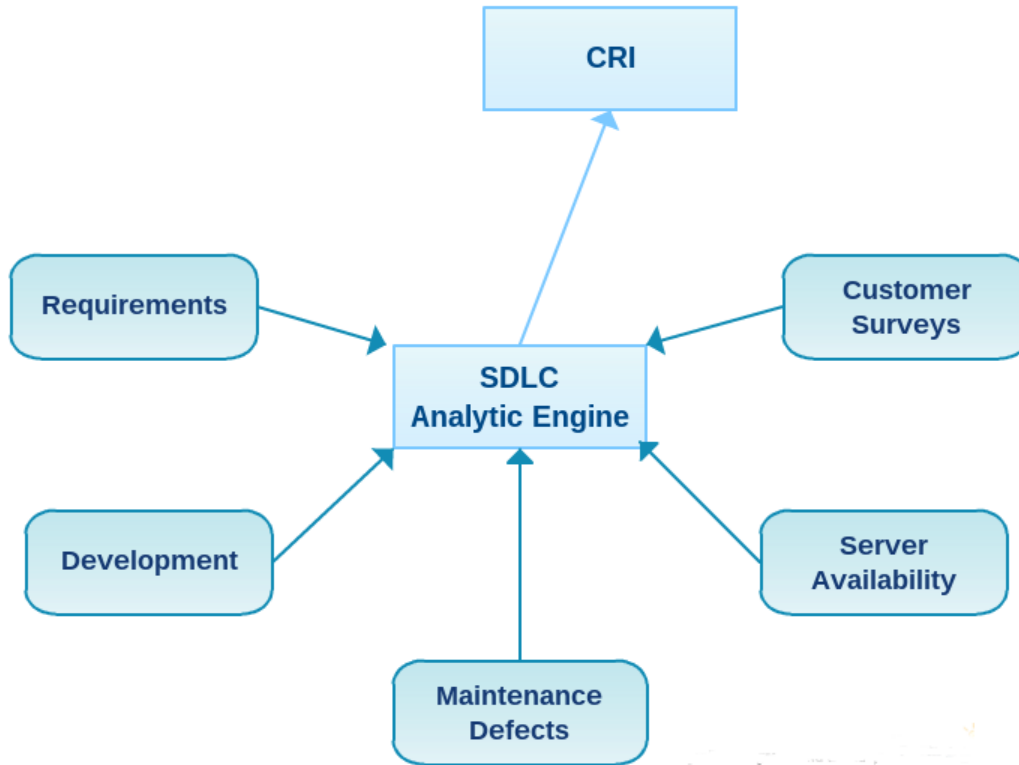 CRI
Requirements
Customer
Surveys
SDLC
Analytic Engine
Development
Server
Availability
Maintenance
Defects